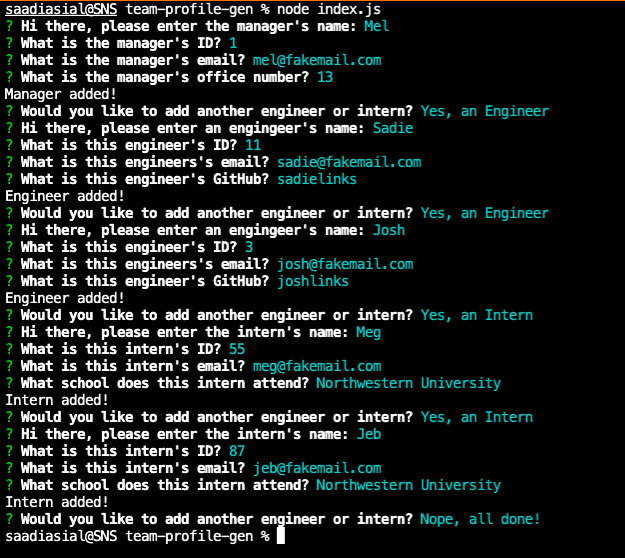 saadiasial@SNS team-profile-gen % node index.js
? Hi there, please enter the manager's name: Mel
? What is the manager's ID? 1
? What is the manager's email? mel@fakemail.com
? What is the manager's office number? 13
Manager added!
? Would you like to add another engineer or intern? Yes, an Engineer
? Hi there, please enter an engingeer's name: Sadie
? What is this engineer's ID? 11
? What is this engineers's email? sadie@fakemail.com
? What is this engineer's GitHub? sadielinks
Engineer added!
? Would you like to add another engineer or intern? Yes, an Engineer
? Hi there, please enter an engingeer's name: Josh
? What is this engineer's ID? 3
? What is this engineers's email? josh@fakemail.com
? What is this engineer's GitHub? joshlinks
Engineer added!
? Would you like to add another engineer or intern? Yes, an Intern
? Hi there, please enter the intern's name: Meg
? What is this intern's ID? 55
? What is this intern's email? meg@fakemail.com
? What school does this intern attend? Northwestern University
Intern added!
? Would you like to add another engineer or intern? Yes, an Intern
? Hi there, please enter the intern's name: Jeb
? What is this intern's ID? 87
? What is this intern's email? jeb@fakemail.com
? What school does this intern attend? Northwestern University
Intern added!
? Would you like to add another engineer or intern? Nope, all done!
saadiasial@SNS team-profile-gen %